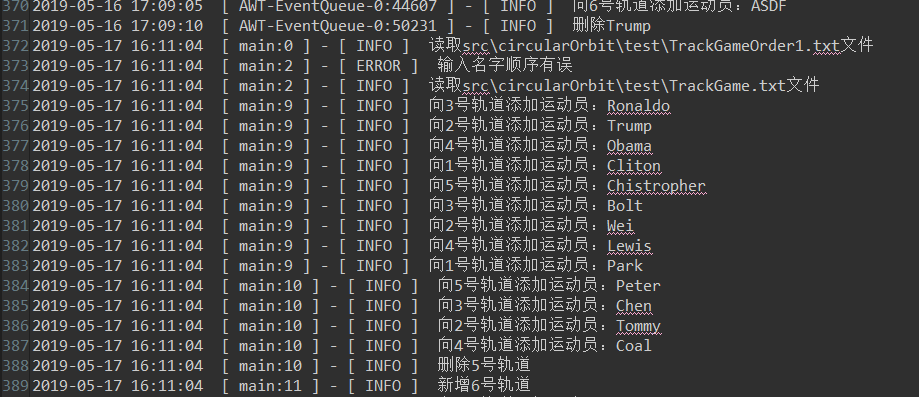 370 2019-05-16 17:09:05 [ AWT-EventQueue-0:44607 ] - [ INFO ] 向6号轨道添加运动员：ASDF
371 2019-05-16 17:09:10 [ AWT-EventQueue-0:50231 ] - [ INFO ] 删除Trump
372 2019-05-17 16:11:04 [ main:0 ] - [ INFO ] 读取src\circularOrbit\test\TrackGameOrder1.txt文件
373 2019-05-17 16:11:04 [ main:2 ] - [ ERROR ] 输入名字顺序有误
374 2019-05-17 16:11:04 [ main:2 ] - [ INFO ] 读取src\circularOrbit\test\TrackGame.txt文件
375 2019-05-17 16:11:04 [ main:9 ] - [ INFO ] 向3号轨道添加运动员：Ronaldo
376 2019-05-17 16:11:04 [ main:9 ] - [ INFO ] 向2号轨道添加运动员：Trump
377 2019-05-17 16:11:04 [ main:9 ] - [ INFO ] 向4号轨道添加运动员：Obama
378 2019-05-17 16:11:04 [ main:9 ] - [ INFO ] 向1号轨道添加运动员：Cliton
379 2019-05-17 16:11:04 [ main:9 ] - [ INFO ] 向5号轨道添加运动员：Chistropher
380 2019-05-17 16:11:04 [ main:9 ] - [ INFO ] 向3号轨道添加运动员：Bolt
381 2019-05-17 16:11:04 [ main:9 ] - [ INFO ] 向2号轨道添加运动员：Wei
382 2019-05-17 16:11:04 [ main:9 ] - [ INFO ] 向4号轨道添加运动员：Lewis
383 2019-05-17 16:11:04 [ main:9 ] - [ INFO ] 向1号轨道添加运动员：Park
384 2019-05-17 16:11:04 [ main:10 ] - [ INFO ] 向5号轨道添加运动员：Peter
385 2019-05-17 16:11:04 [ main:10 ] - [ INFO ] 向3号轨道添加运动员：Chen
386 2019-05-17 16:11:04 [ main:10 ] - [ INFO ] 向2号轨道添加运动员：Tommy
387 2019-05-17 16:11:04 [ main:10 ] - [ INFO ] 向4号轨道添加运动员：Coal
388 2019-05-17 16:11:04 [ main:10 ] - [ INFO ] 删除5号轨道
389 2019-05-17 16:11:04 [ main:11 ] - [ INFO ] 新增6号轨道